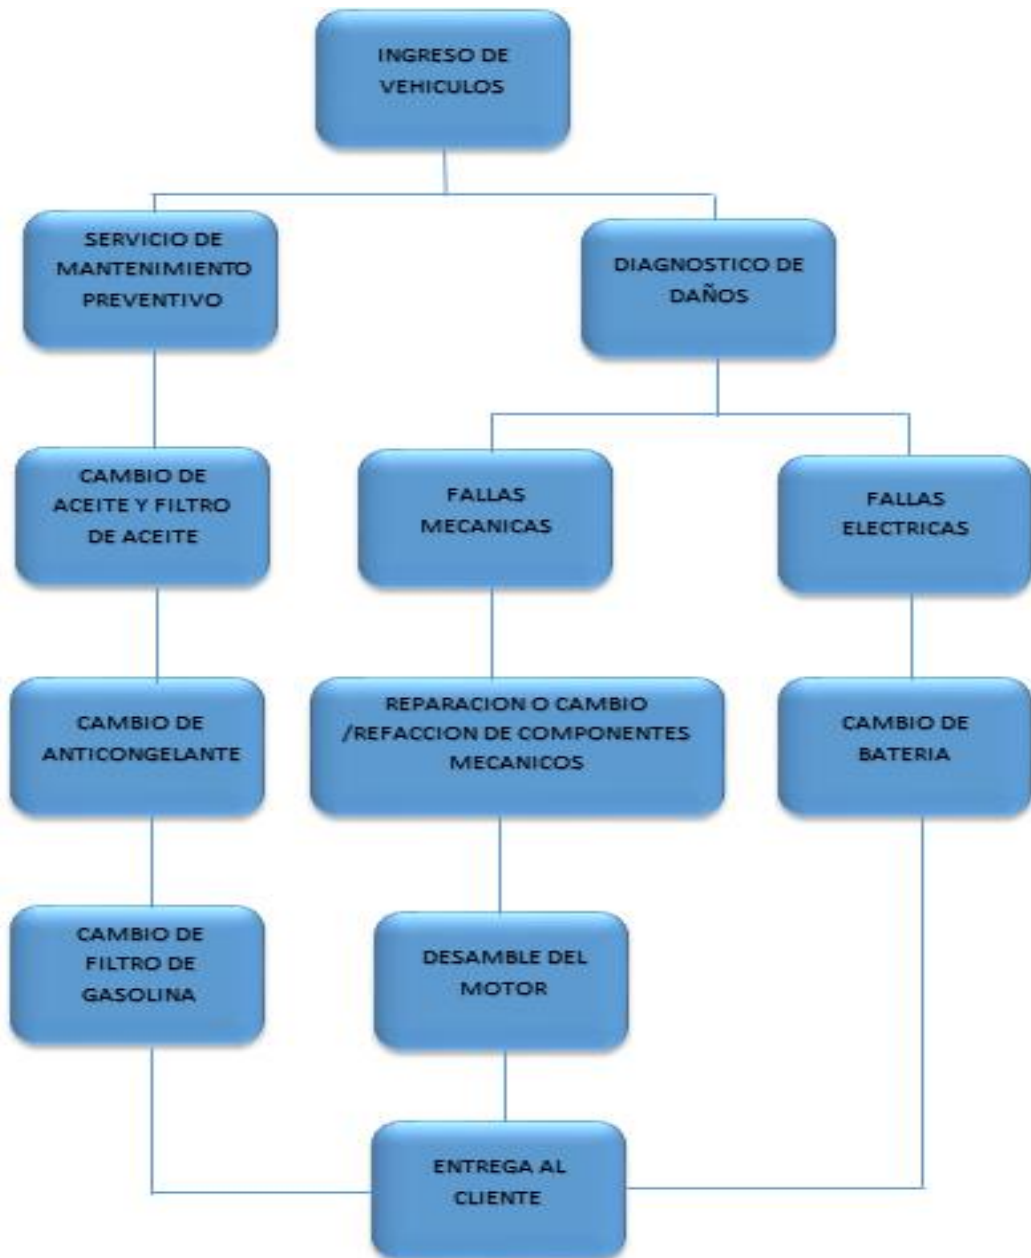 INGRESO DE
VEHICULOS
SERVICIO DE
MANTENIMIENTO
PREVENTIVO
DIAGNOSTICO DE
DAÑOS
CAMBIO DE
ACEITE Y FILTRO
DE ACEITE
FALLAS
MECANICAS
FALLAS
ELECTRICAS
CAMBIO DE
ANTICONGELANTE
REPARACION O CAMBIO
/REFACCION DE COMPONENTES
MECANICOS
CAMBIO DE
BATERIA
CAMBIO DE
FILTRO DE
GASOLINA
DESAMBLE DEL
MOTOR
ENTREGA AL
CLIENTE